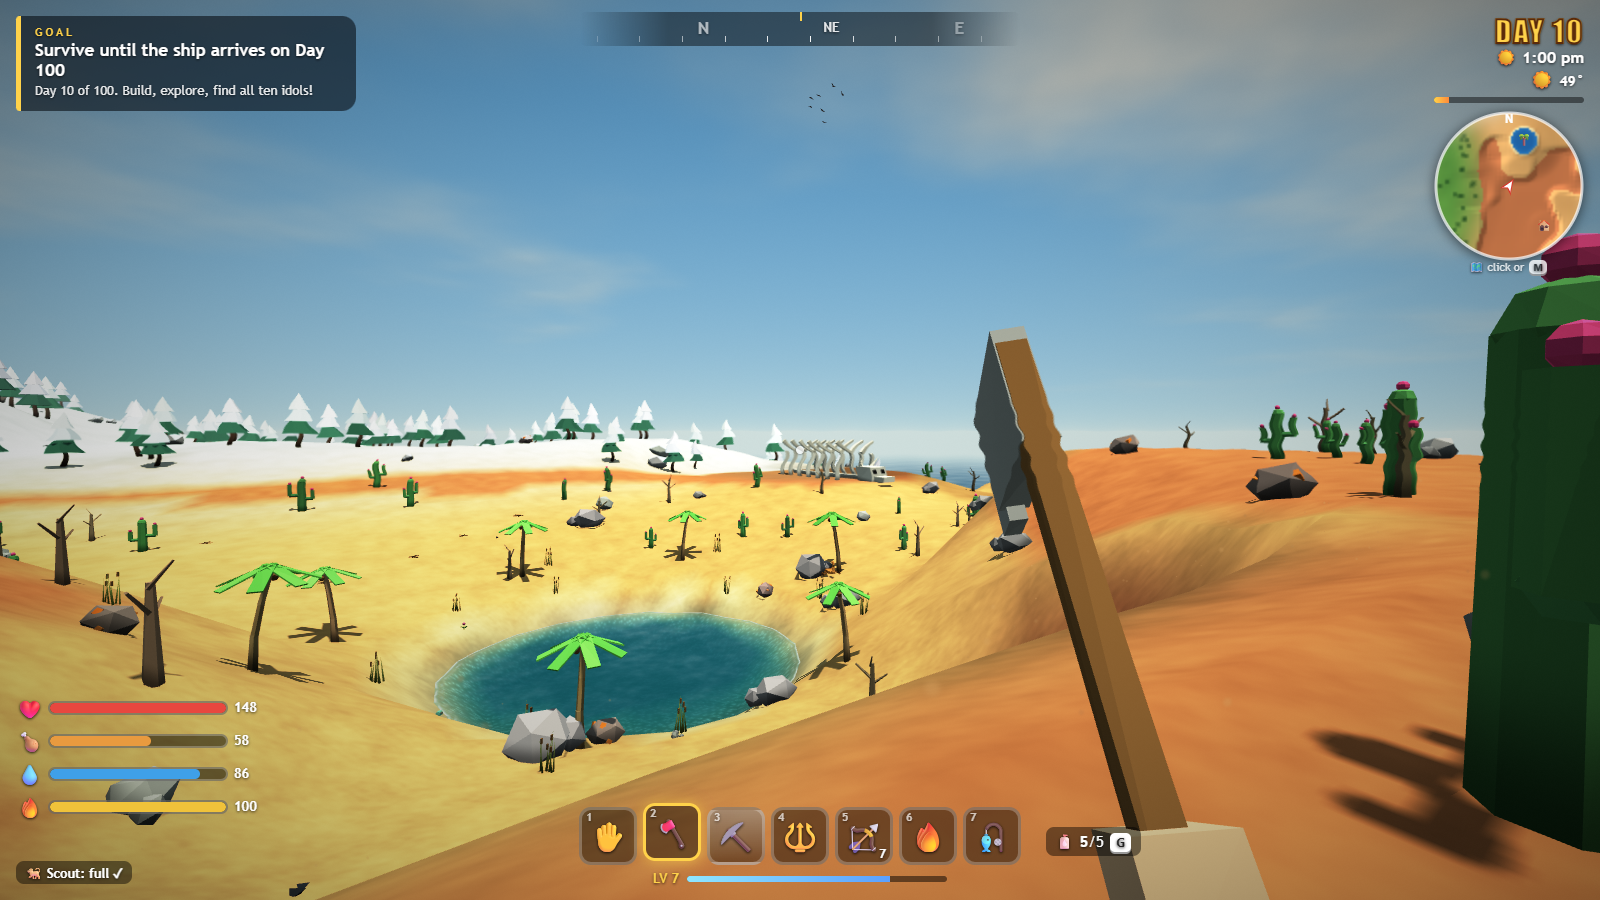 GOAL
Survive until the ship arrives on Day
100
Day 10 of 100. Build, explore, find all ten idols!
N
NE
E
DAY 10
1:00 pm
49°
N
click or M
148
58
86
100
Scout: full ✓
1
2
3
4
5
7
6
7
5/5 G
LV 7